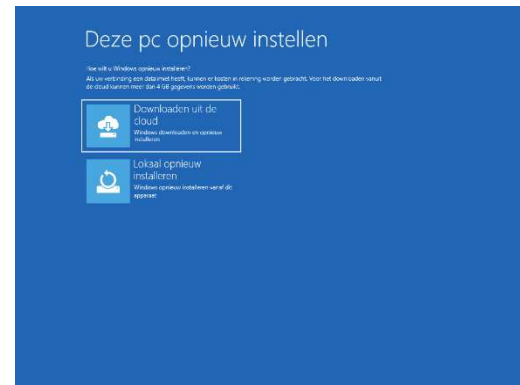 Deze pc opnieuw instellen
Hoe wilt u Windows opnieuw installeren?
Als uw verbinding een datalimiet heeft, kunnen er kosten in rekening worden gebracht. Voor het downloaden vanuit
de cloud kunnen meer dan 4 GB gegevens worden gebruikt.
Downloaden uit de
cloud
Windows downloaden en opnieuw
installeren
Lokaal opnieuw
installeren
Windows opnieuw installeren vanaf dit
apparaat